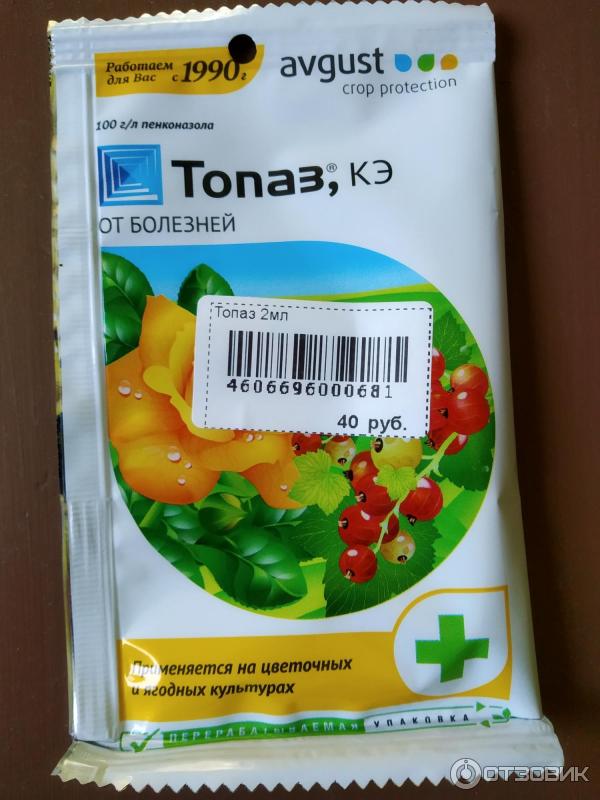 Работаем
для Вас с 1990 г
avgust
crop protection
100 г/л пенконазола
Топаз®, КЭ
ОТ БОЛЕЗНЕЙ
Топаз 2мл
4606696000681
40 руб.
Применяется на цветочных
и ягодных культурах
ПЕРЕРАБАТЫВАЕМАЯ УПАКОВКА
ОТЗОВИК